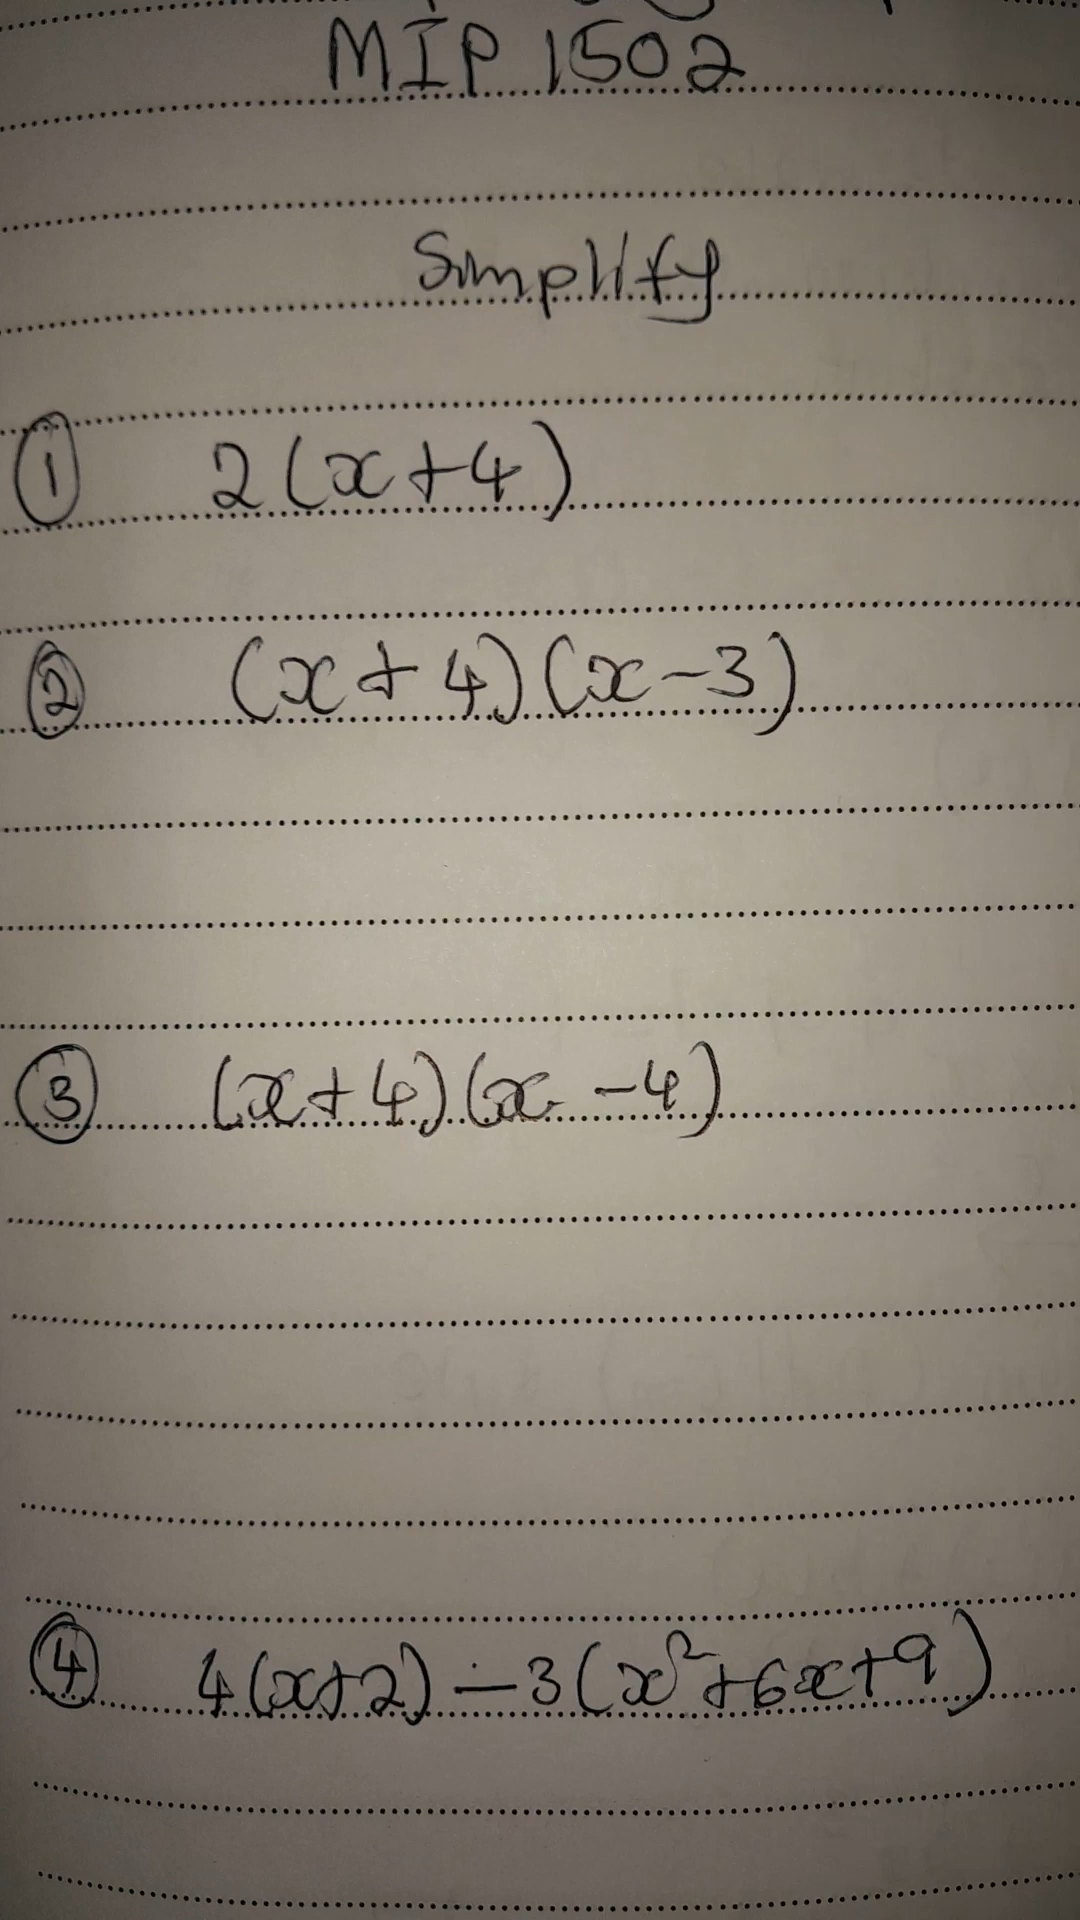 MIP 1502
Simplify
① 2(x+4)
② (x+4)(x-3)
③ (x+4)(x-4)
④ 4(x+2)-3(x²+6x+9)